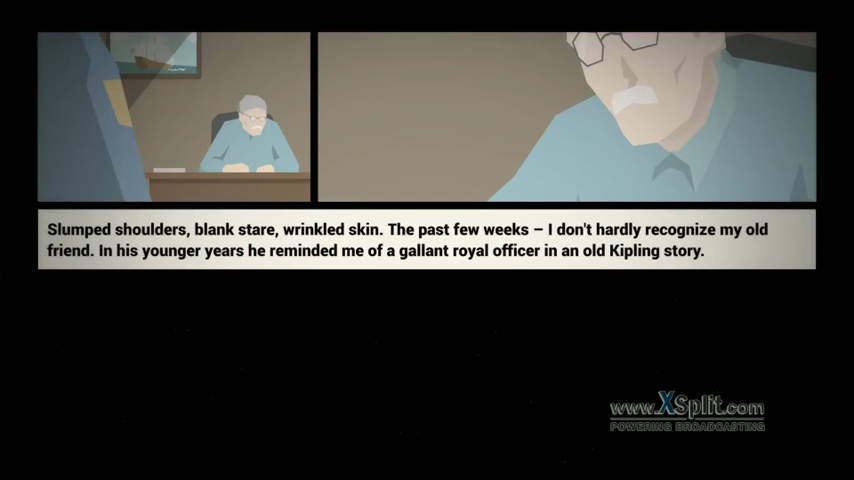 Slumped shoulders, blank stare, wrinkled skin. The past few weeks – I don't hardly recognize my old
friend. In his younger years he reminded me of a gallant royal officer in an old Kipling story.
www.XSplit.com
POWERING BROADCASTING